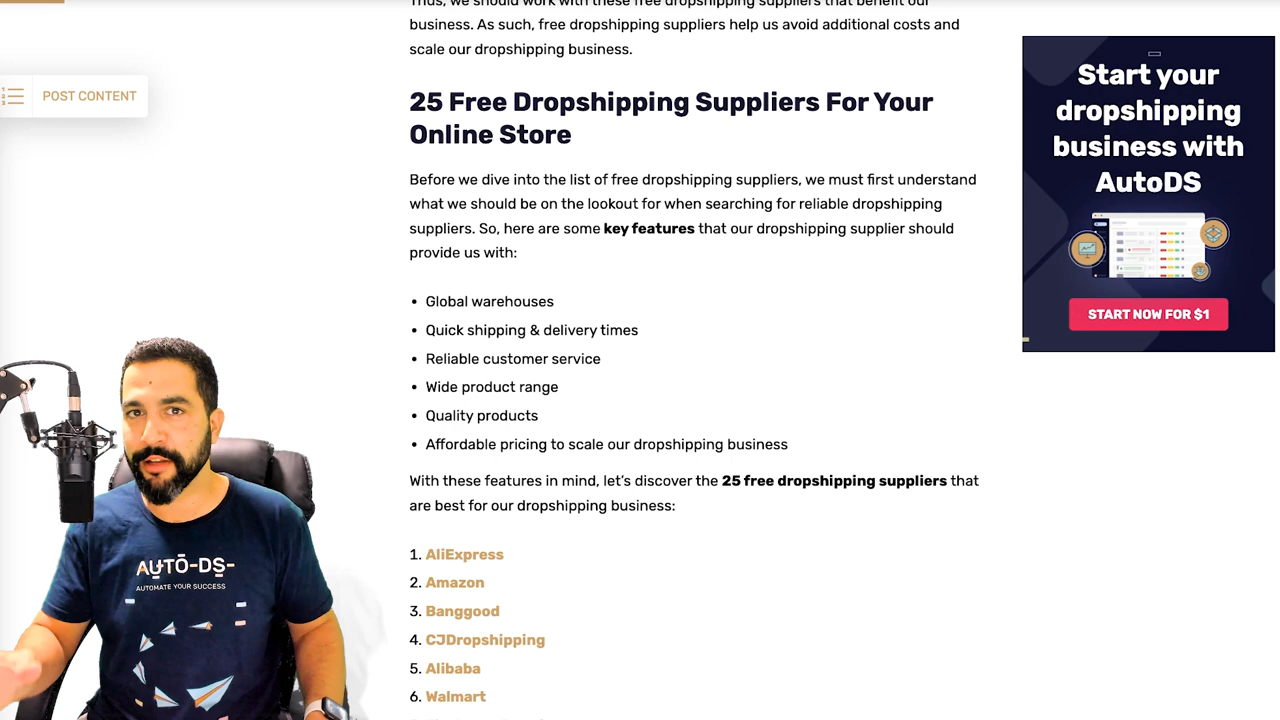 Thus, we should work with these free dropshipping suppliers that benefit our
business. As such, free dropshipping suppliers help us avoid additional costs and
scale our dropshipping business.
POST CONTENT
25 Free Dropshipping Suppliers For Your
Online Store
Before we dive into the list of free dropshipping suppliers, we must first understand
what we should be on the lookout for when searching for reliable dropshipping
suppliers. So, here are some key features that our dropshipping supplier should
provide us with:
• Global warehouses
• Quick shipping & delivery times
• Reliable customer service
• Wide product range
• Quality products
• Affordable pricing to scale our dropshipping business
With these features in mind, let's discover the 25 free dropshipping suppliers that
are best for our dropshipping business:
1. AliExpress
2. Amazon
3. Banggood
4. CJDropshipping
5. Alibaba
6. Walmart
Start your
dropshipping
business with
AutoDS
START NOW FOR $1
AUTO-DS-
AUTOMATE YOUR SUCCESS